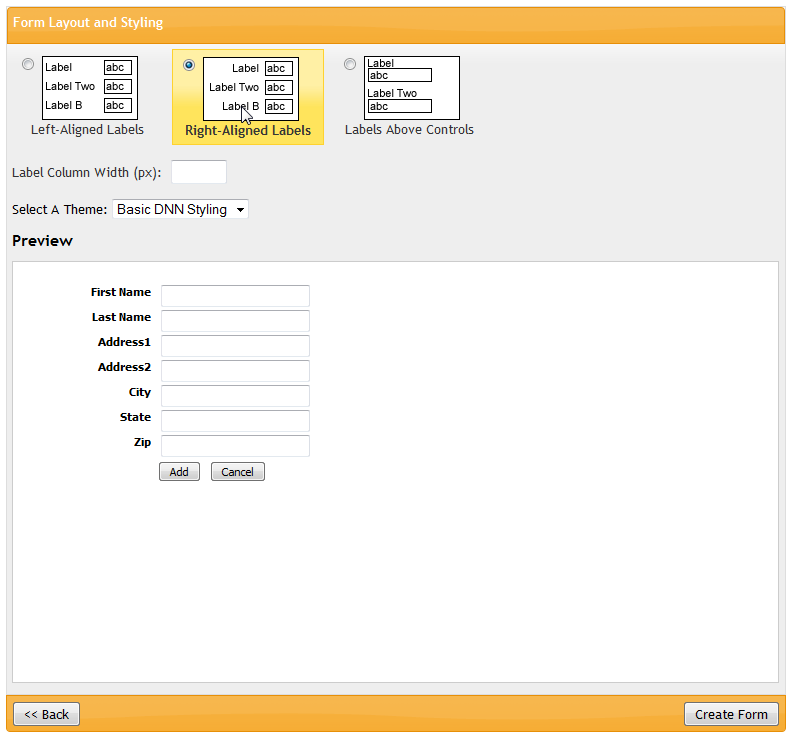 Form Layout and Styling
Label abc
Label Two abc
Label B abc
Left-Aligned Labels
Label abc
Label Two abc
Label B abc
Right-Aligned Labels
Label
abc
Label Two
abc
Labels Above Controls
Label Column Width (px):
Select A Theme: Basic DNN Styling
Preview
First Name
Last Name
Address1
Address2
City
State
Zip
Add Cancel
<< Back Create Form